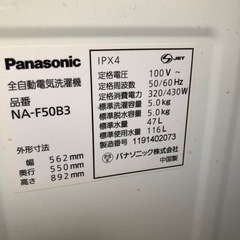 Panasonic
全自動電気洗濯機
品番
NA-F50B3
外形寸法
幅 562mm
奥行 550mm
高さ 892mm
IPX4
JET
定格電圧 100V～
定格周波数 50/60Hz
定格消費電力 320/430W
標準洗濯容量 5.0kg
標準脱水容量 5.0kg
標準水量 47L
標準使用水量 116L
製造番号 1191402073
パナソニック株式会社
中国製